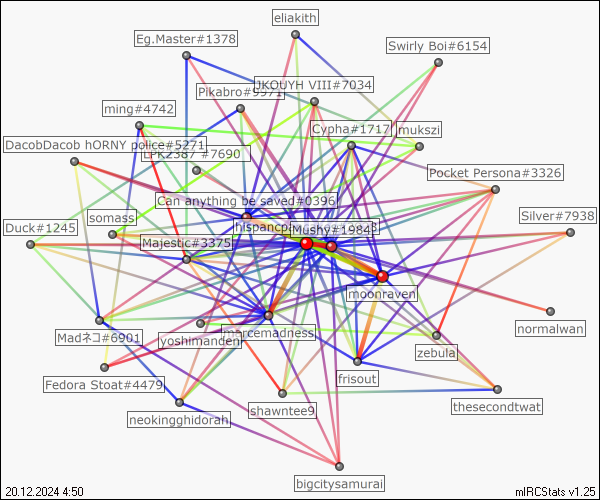 eliakith
Eg.Master#1378
Swirly Boi#6154
JKOUYH VIII#7034
Pikabro#9971
ming#4742
Cypha#1717
mukszi
DacobDacob hORNY police#5271
LPK2387 #7690
Pocket Persona#3326
Can anything be saved#0396
somass
Silver#7938
Duck#1245
Mushy#1984
Majestic#3375
moonraven
normalwan
Madネコ#6901
marcemadness
yoshimanden
zebula
Fedora Stoat#4479
frisout
shawntee9
thesecondtwat
neokingghidorah
bigcitysamurai
20.12.2024 4:50
mIRCStats v1.25